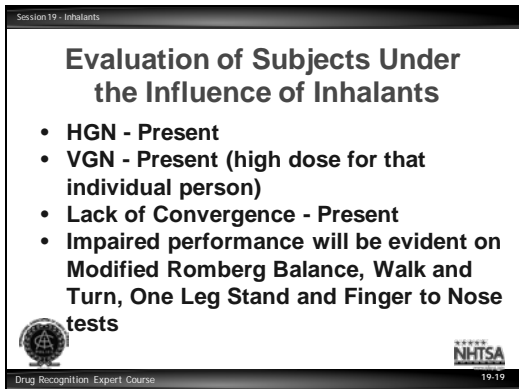 Session 19 - Inhalants
Evaluation of Subjects Under
the Influence of Inhalants
• HGN - Present
• VGN - Present (high dose for that
individual person)
• Lack of Convergence - Present
• Impaired performance will be evident on
Modified Romberg Balance, Walk and
Turn, One Leg Stand and Finger to Nose
tests
NHTSA
Drug Recognition Expert Course
19-19